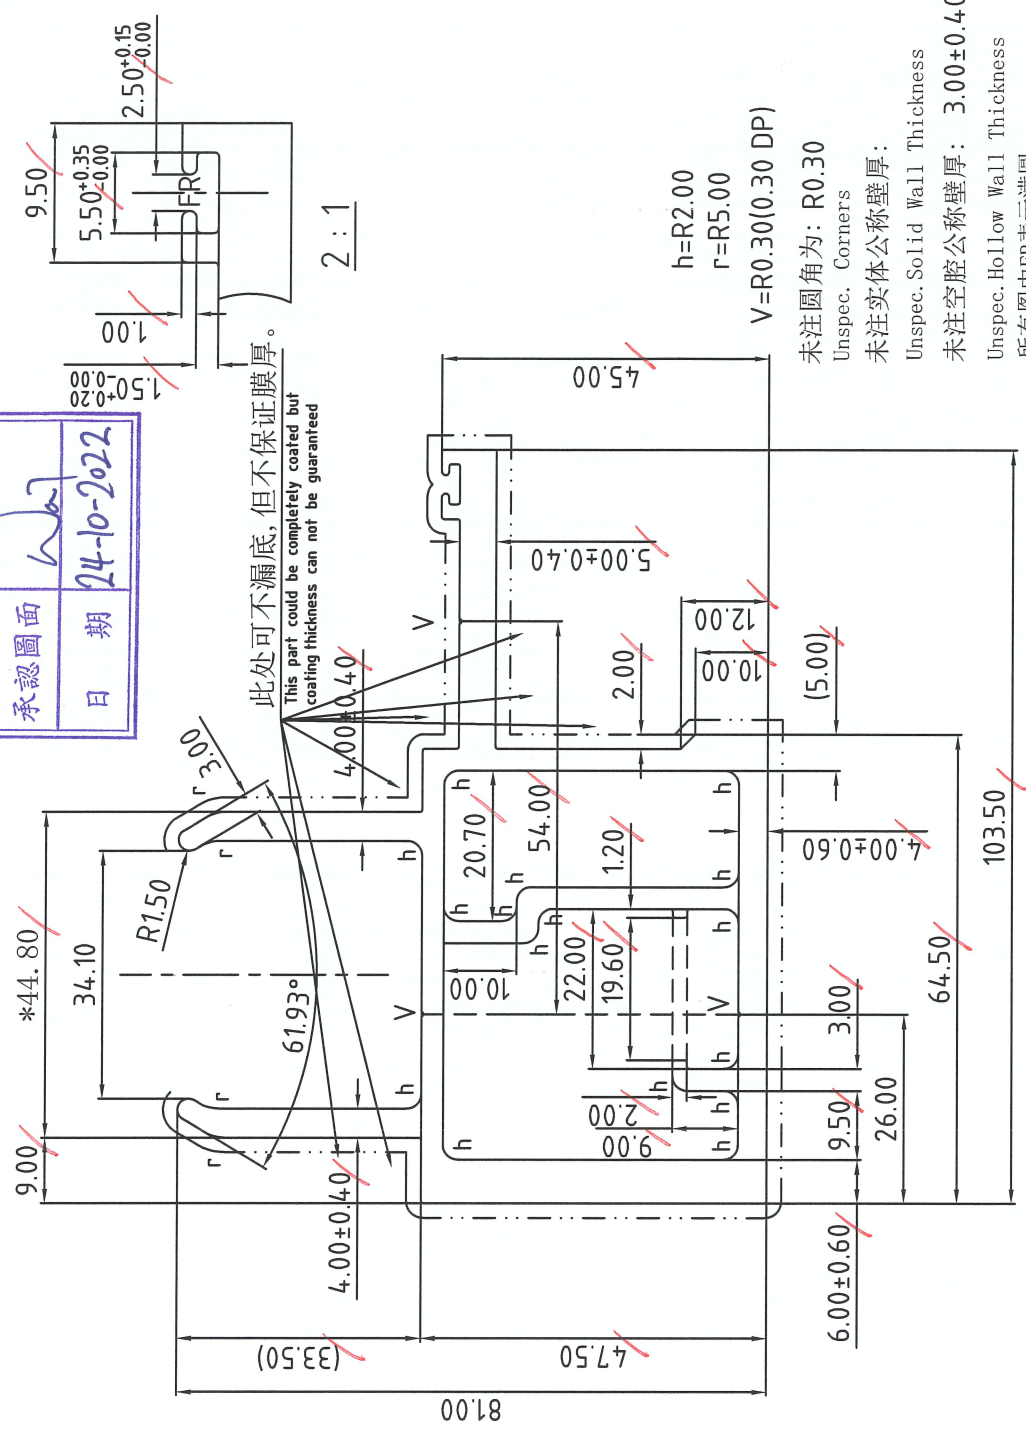 承認圖面
日 期
24-10-2022
9.50
5.50+0.35 -0.00
2.50+0.15 -0.00
FR
1.00
1.50+0.20 -0.00
2:1
此处可不漏底,但不保证膜厚。
This part could be completely coated but
coating thickness can not be guaranteed
h=R2.00
r=R5.00
V=R0.30(0.30 DP)
未注圆角为: R0.30
Unspec. Corners
未注实体公称壁厚:
Unspec.Solid Wall Thickness
未注空腔公称壁厚: 3.00±0.40
Unspec.Hollow Wall Thickness
9.00
*44.80
34.10
R1.50
r
3.00
r
r
r
61.93°
4.00±0.40
4.00±0.40
h
h
V
V
45.00
5.00±0.40
12.00
10.00
2.00
(5.00)
54.00
20.70
1.20
h
h
h
h
h
h
h
h
10.00
22.00
19.60
V
h
h
h
h
h
2.00
9.00
3.00
9.50
26.00
4.00±0.60
64.50
103.50
6.00±0.60
(33.50)
47.50
81.00